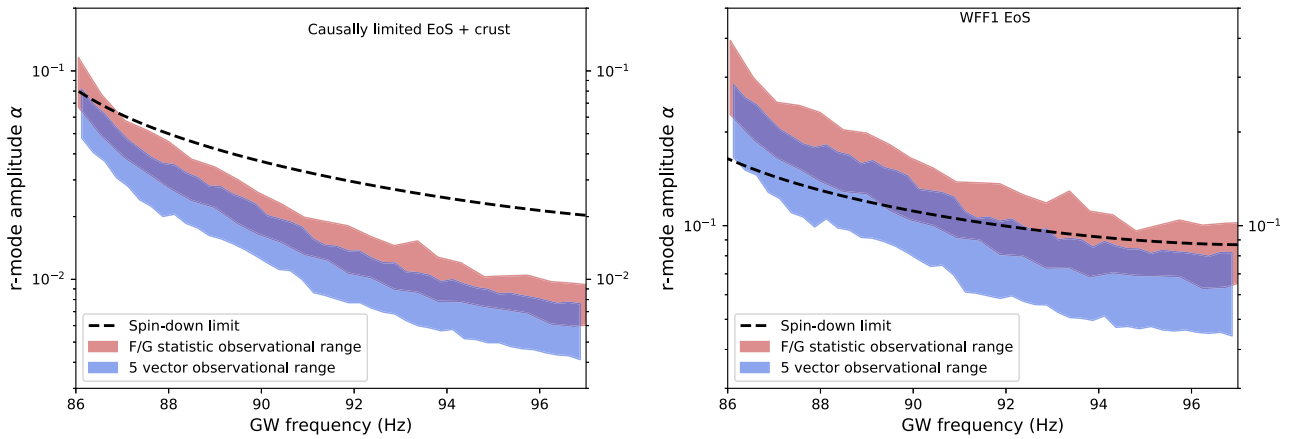 Causally limited EoS + crust
10⁻¹
10⁻¹
10⁻²
10⁻²
r-mode amplitude α
Spin-down limit
F/G statistic observational range
5 vector observational range
86 88 90 92 94 96
GW frequency (Hz)
WFF1 EoS
10⁻¹
10⁻¹
r-mode amplitude α
Spin-down limit
F/G statistic observational range
5 vector observational range
86 88 90 92 94 96
GW frequency (Hz)